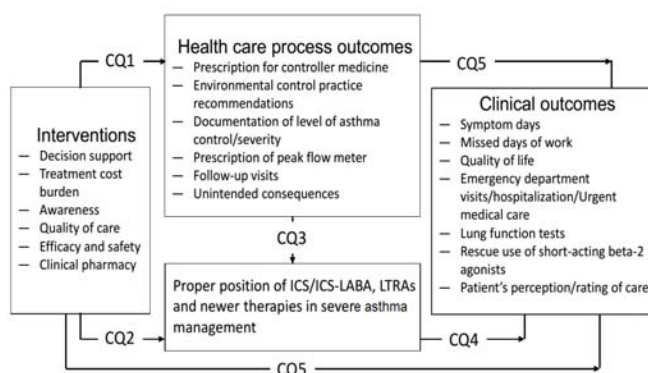 CQ1
Health care process outcomes
— Prescription for controller medicine
— Environmental control practice
recommendations
— Documentation of level of asthma
control/severity
— Prescription of peak flow meter
— Follow-up visits
— Unintended consequences
CQ5
Interventions
— Decision support
— Treatment cost
burden
— Awareness
— Quality of care
— Efficacy and safety
— Clinical pharmacy
Clinical outcomes
— Symptom days
— Missed days of work
— Quality of life
— Emergency department
visits/hospitalization/Urgent
medical care
— Lung function tests
— Rescue use of short-acting beta-2
agonists
— Patient's perception/rating of care
CQ3
Proper position of ICS/ICS-LABA, LTRAs
and newer therapies in severe asthma
management
CQ2
CQ4
CQ5